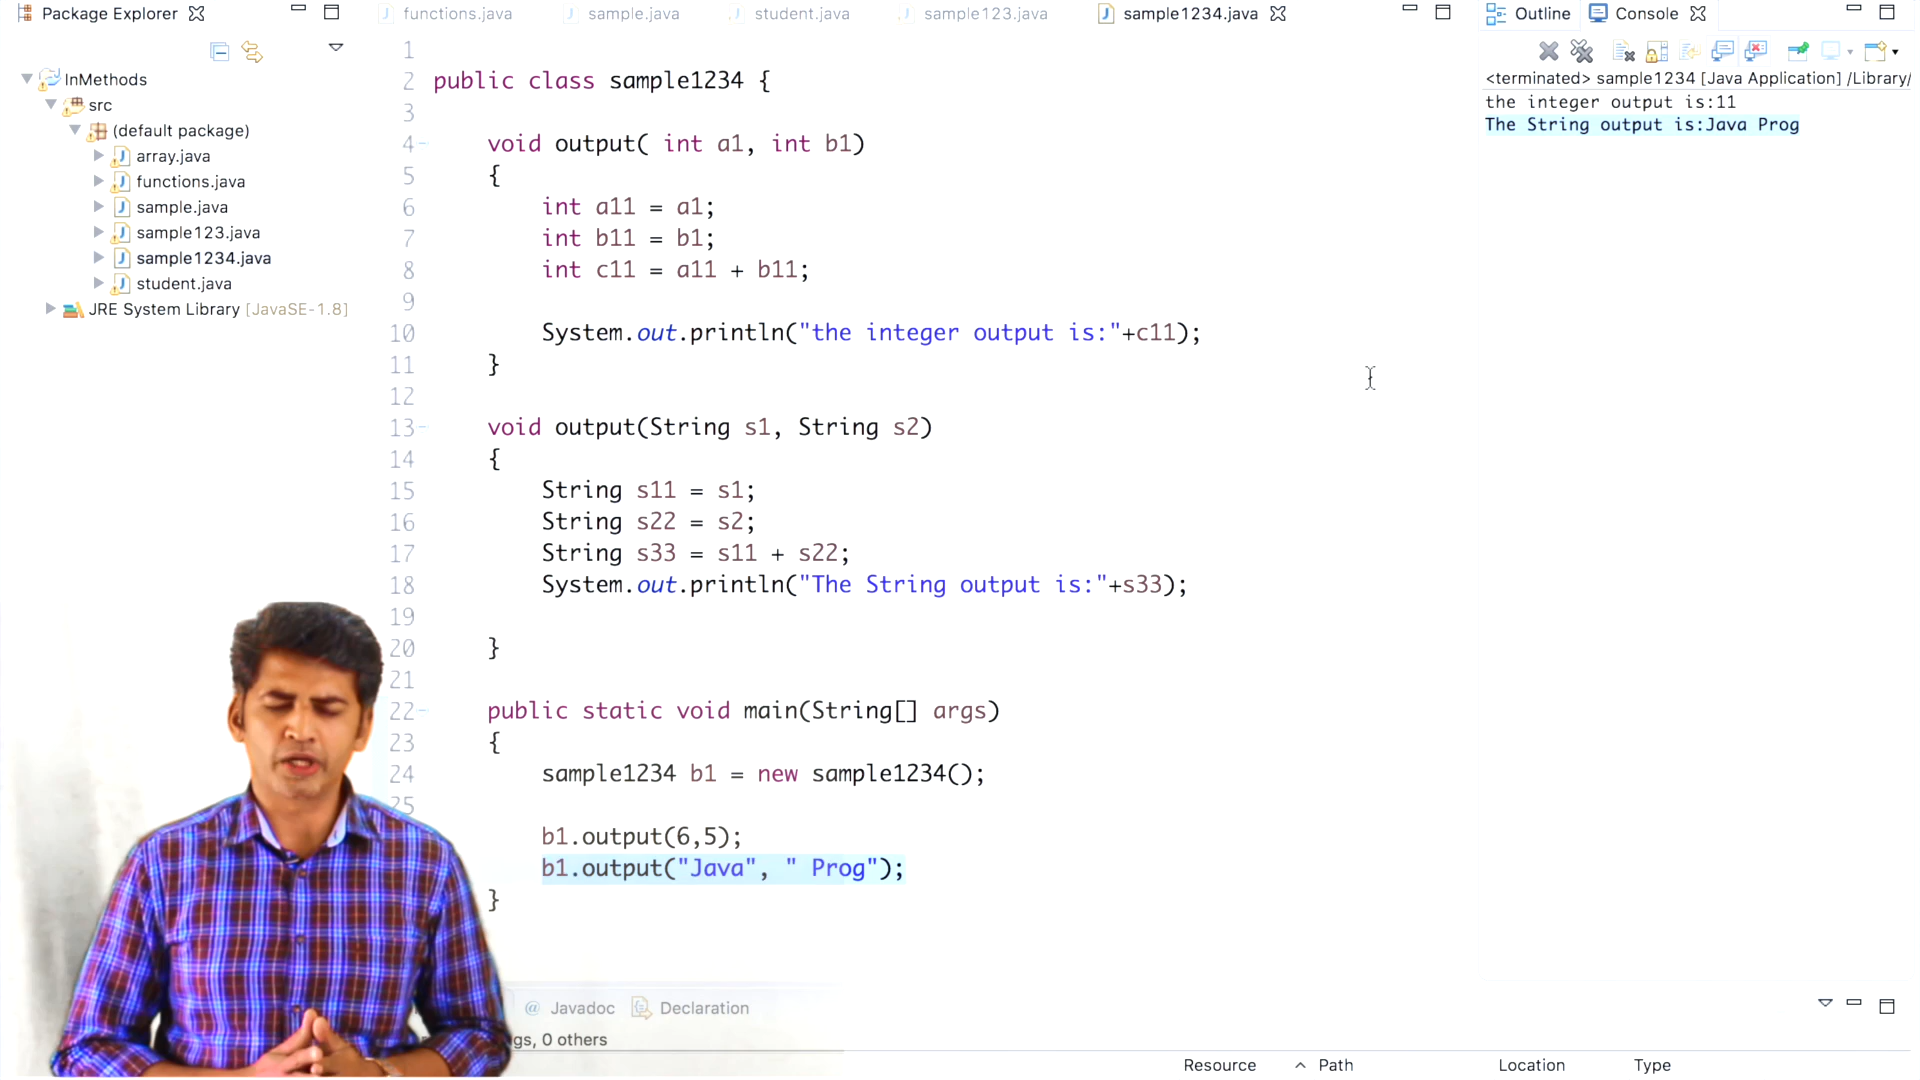 Package Explorer
functions.java
sample.java
student.java
sample123.java
sample1234.java
Outline
Console
InMethods
src
(default package)
array.java
functions.java
sample.java
sample123.java
sample1234.java
student.java
JRE System Library [JavaSE-1.8]
1
2 public class sample1234 {
3
4 void output( int a1, int b1)
5 {
6 int a11 = a1;
7 int b11 = b1;
8 int c11 = a11 + b11;
9
10 System.out.println("the integer output is:"+c11);
11 }
12
13 void output(String s1, String s2)
14 {
15 String s11 = s1;
16 String s22 = s2;
17 String s33 = s11 + s22;
18 System.out.println("The String output is:"+s33);
19
20 }
21
22 public static void main(String[] args)
23 {
24 sample1234 b1 = new sample1234();
25
b1.output(6,5);
b1.output("Java", " Prog");
}
<terminated> sample1234 [Java Application] /Library/
the integer output is:11
The String output is:Java Prog
@ Javadoc
Declaration
gs, 0 others
Resource
Path
Location
Type